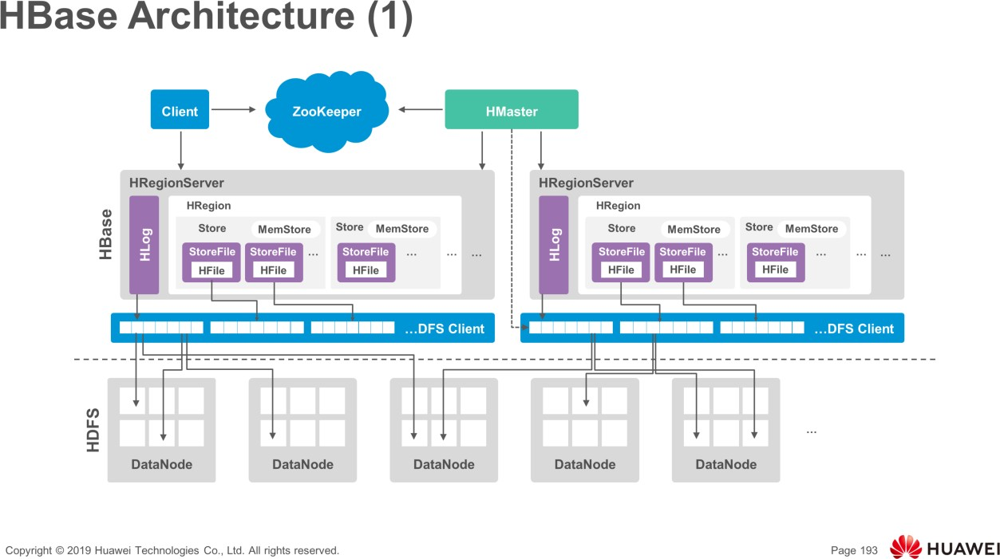 HBase Architecture (1)
Client
ZooKeeper
HMaster
HBase
HRegionServer
HLog
HRegion
Store
MemStore
StoreFile
HFile
StoreFile
HFile
...
Store
MemStore
StoreFile
HFile
...
...
...
...DFS Client
HRegionServer
HLog
HRegion
Store
MemStore
StoreFile
HFile
StoreFile
HFile
...
Store
MemStore
StoreFile
HFile
...
...
...
...DFS Client
HDFS
DataNode
DataNode
DataNode
DataNode
DataNode
...
Copyright © 2019 Huawei Technologies Co., Ltd. All rights reserved.
Page 193
HUAWEI